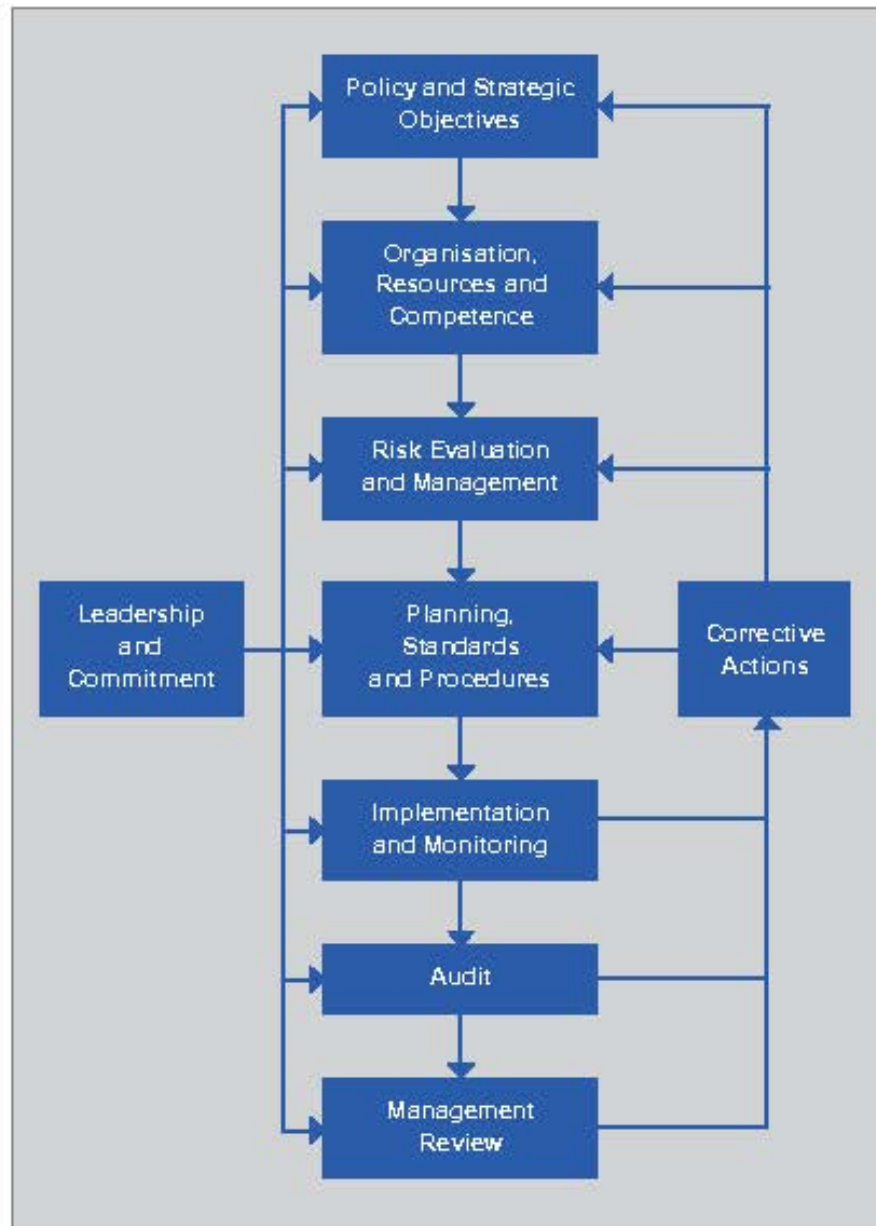 Policy and Strategic
Objectives
Organisation,
Resources and
Competence
Risk Evaluation
and Management
Leadership
and
Commitment
Planning,
Standards
and Procedures
Corrective
Actions
Implementation
and Monitoring
Audit
Management
Review